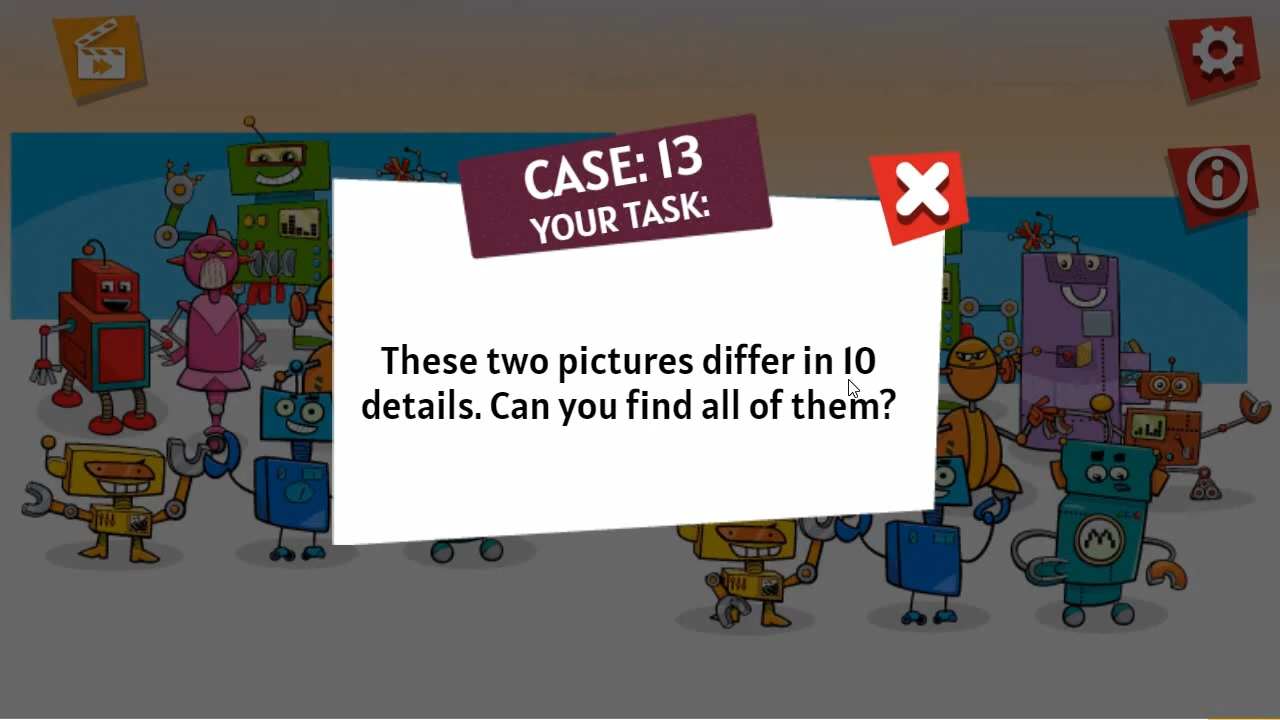 CASE: 13
YOUR TASK:
These two pictures differ in 10
details. Can you find all of them?
M